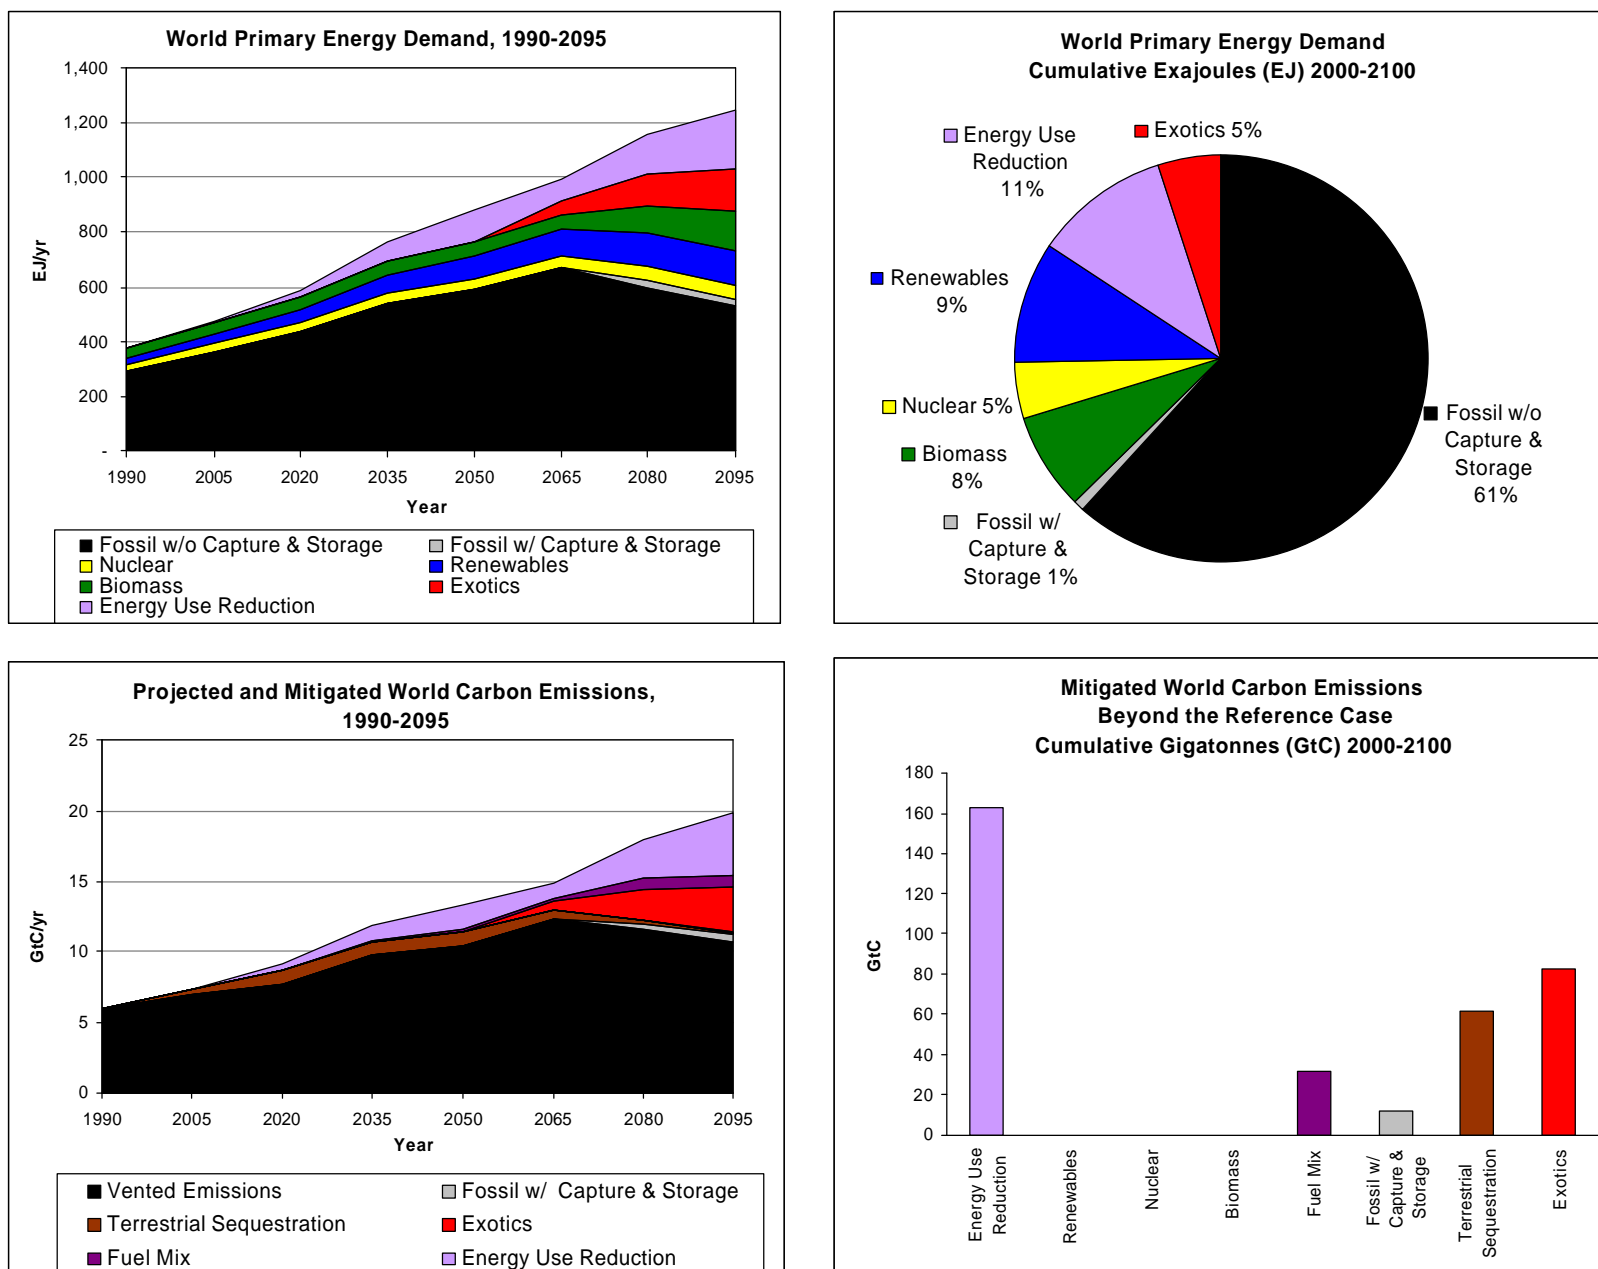 World Primary Energy Demand, 1990-2095
1,400
1,200
1,000
800
600
400
200
-
EJ/yr
1990 2005 2020 2035 2050 2065 2080 2095
Year
Fossil w/o Capture & Storage Fossil w/ Capture & Storage
Nuclear Renewables
Biomass Exotics
Energy Use Reduction
World Primary Energy Demand
Cumulative Exajoules (EJ) 2000-2100
Exotics 5%
Energy Use
Reduction
11%
Renewables
9%
Nuclear 5%
Biomass
8%
Fossil w/
Capture &
Storage 1%
Fossil w/o
Capture &
Storage
61%
Projected and Mitigated World Carbon Emissions,
1990-2095
25
20
15
10
5
0
GtC/yr
1990 2005 2020 2035 2050 2065 2080 2095
Year
Vented Emissions Fossil w/ Capture & Storage
Terrestrial Sequestration Exotics
Fuel Mix Energy Use Reduction
Mitigated World Carbon Emissions
Beyond the Reference Case
Cumulative Gigatonnes (GtC) 2000-2100
180
160
140
120
100
80
60
40
20
0
GtC
Energy Use
Reduction
Renewables
Nuclear
Biomass
Fuel Mix
Fossil w/
Capture &
Storage
Terrestrial
Sequestration
Exotics